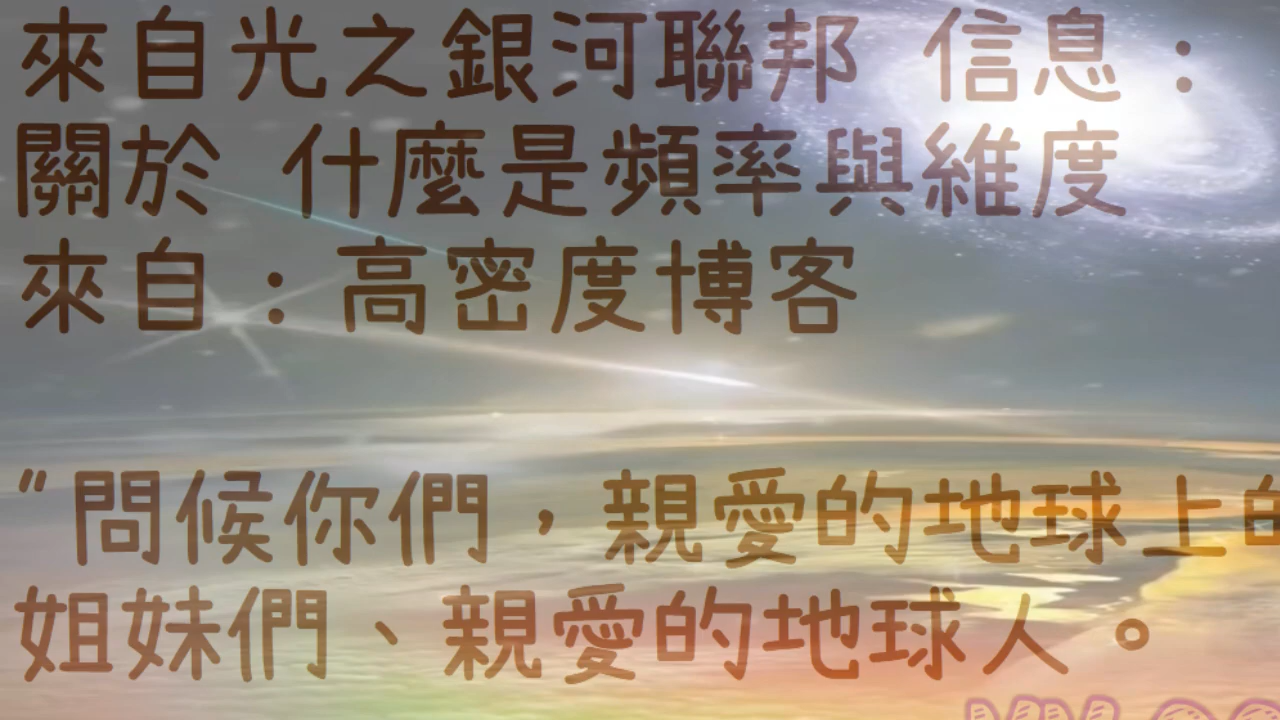 來自光之銀河聯邦 信息：
關於 什麼是頻率與維度
來自：高密度博客
"問候你們，親愛的地球上的
姐妹們、親愛的地球人。